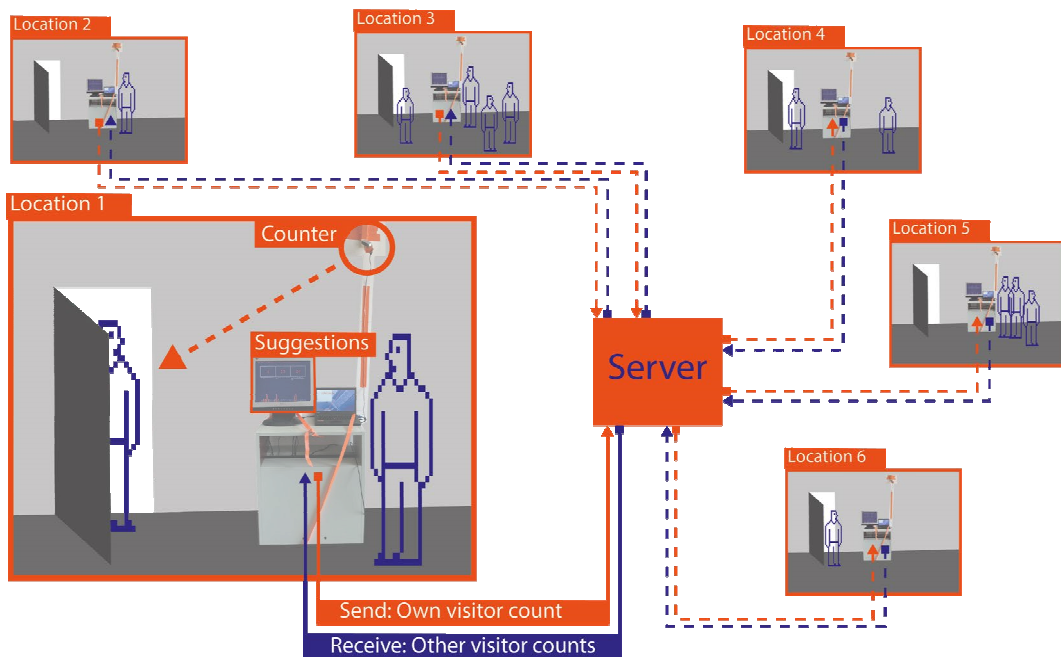 Location 2
Location 3
Location 4
Location 1
Counter
Location 5
Suggestions
Server
Location 6
Send: Own visitor count
Receive: Other visitor counts